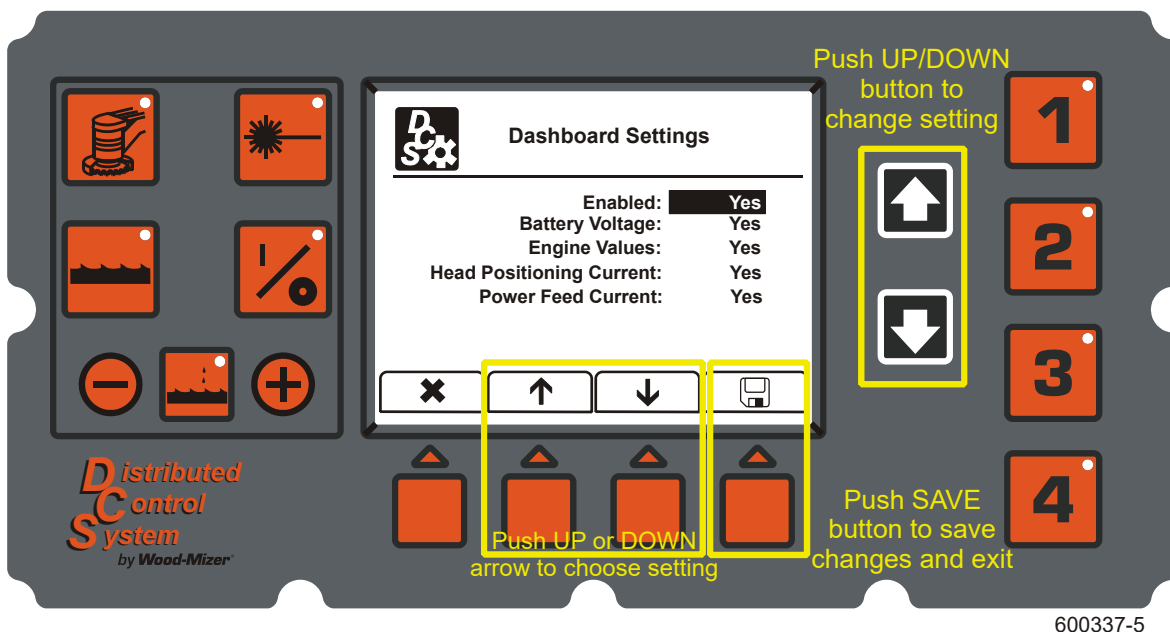 Push UP/DOWN
button to
change setting
1
DCS
Dashboard Settings
Enabled: Yes
Battery Voltage: Yes
Engine Values: Yes
Head Positioning Current: Yes
Power Feed Current: Yes
2
3
Distributed
Control
System
by Wood-Mizer®
Push UP or DOWN
arrow to choose setting
Push SAVE
button to save
changes and exit
4
600337-5